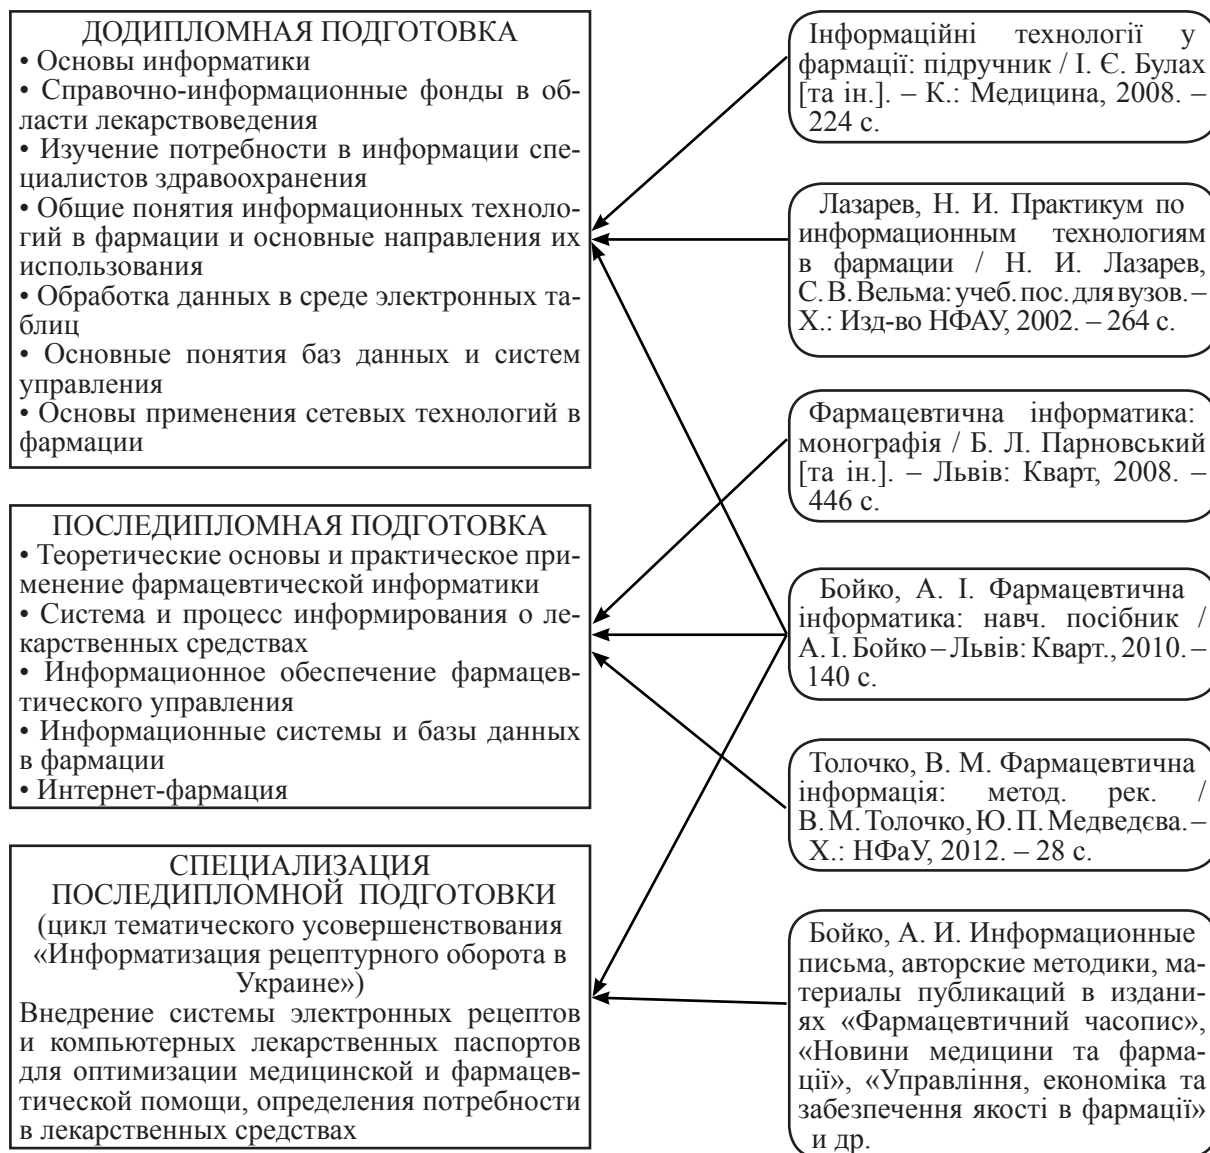 ДОДИПЛОМНАЯ ПОДГОТОВКА
• Основы информатики
• Справочно-информационные фонды в об-
ласти лекарствоведения
• Изучение потребности в информации спе-
циалистов здравоохранения
• Общие понятия информационных техноло-
гий в фармации и основные направления их
использования
• Обработка данных в среде электронных та-
блиц
• Основные понятия баз данных и систем
управления
• Основы применения сетевых технологий в
фармации
ПОСЛЕДИПЛОМНАЯ ПОДГОТОВКА
• Теоретические основы и практическое при-
менение фармацевтической информатики
• Система и процесс информирования о ле-
карственных средствах
• Информационное обеспечение фармацев-
тического управления
• Информационные системы и базы данных
в фармации
• Интернет-фармация
СПЕЦИАЛИЗАЦИЯ
ПОСЛЕДИПЛОМНОЙ ПОДГОТОВКИ
(цикл тематического усовершенствования
«Информатизация рецептурного оборота в
Украине»)
Внедрение системы электронных рецептов
и компьютерных лекарственных паспортов
для оптимизации медицинской и фармацев-
тической помощи, определения потребности
в лекарственных средствах
Інформаційні технології у
фармації: підручник / І. Є. Булах
[та ін.]. – К.: Медицина, 2008. –
224 с.
Лазарев, Н. И. Практикум по
информационным технологиям
в фармации / Н. И. Лазарев,
С. В. Вельма: учеб. пос. для вузов. –
Х.: Изд-во НФАУ, 2002. – 264 с.
Фармацевтична інформатика:
монографія / Б. Л. Парновський
[та ін.]. – Львів: Кварт, 2008. –
446 с.
Бойко, А. І. Фармацевтична
інформатика: навч. посібник /
А. І. Бойко – Львів: Кварт., 2010. –
140 с.
Толочко, В. М. Фармацевтична
інформація: метод. рек. /
В. М. Толочко, Ю. П. Медведєва. –
Х.: НФаУ, 2012. – 28 с.
Бойко, А. И. Информационные
письма, авторские методики, ма-
териалы публикаций в издани-
ях «Фармацевтичний часопис»,
«Новини медицини та фарма-
ції», «Управління, економіка та
забезпечення якості в фармації»
и др.